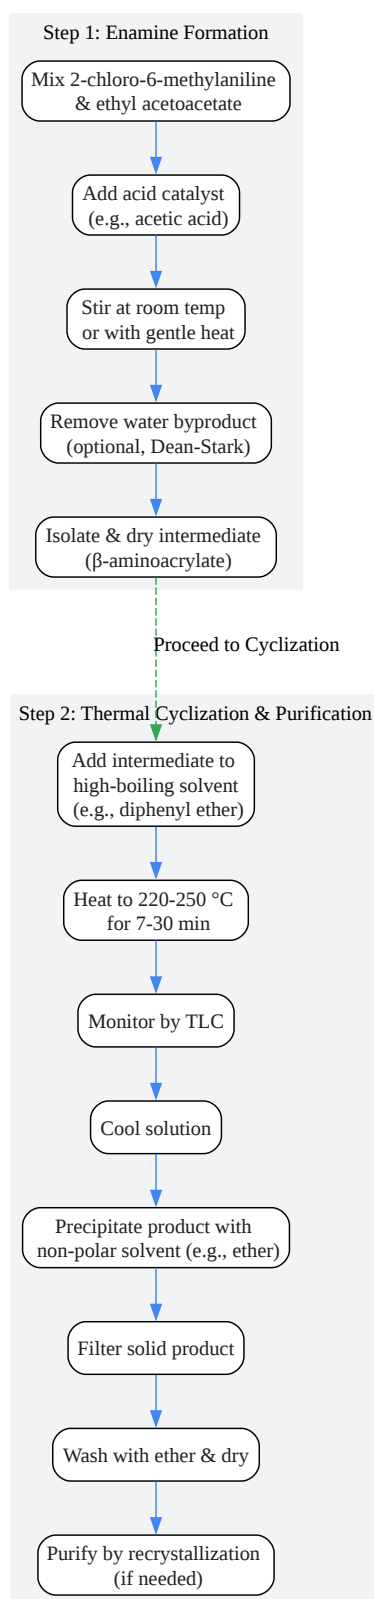 Step 1: Enamine Formation
Mix 2-chloro-6-methylaniline
& ethyl acetoacetate
Add acid catalyst
(e.g., acetic acid)
Stir at room temp
or with gentle heat
Remove water byproduct
(optional, Dean-Stark)
Isolate & dry intermediate
(β-aminoacrylate)
Proceed to Cyclization
Step 2: Thermal Cyclization & Purification
Add intermediate to
high-boiling solvent
(e.g., diphenyl ether)
Heat to 220-250 °C
for 7-30 min
Monitor by TLC
Cool solution
Precipitate product with
non-polar solvent (e.g., ether)
Filter solid product
Wash with ether & dry
Purify by recrystallization
(if needed)